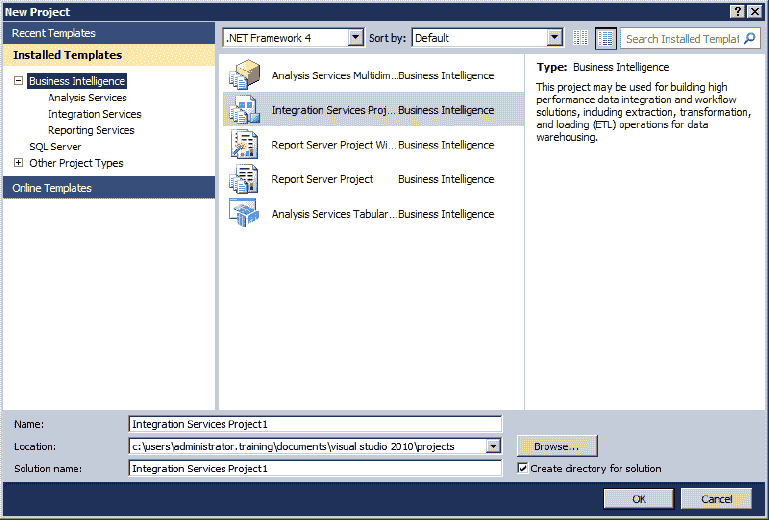 New Project
Recent Templates
Installed Templates
Business Intelligence
Analysis Services
Integration Services
Reporting Services
SQL Server
Other Project Types
Online Templates
.NET Framework 4 Sort by: Default Search Installed Templat
Analysis Services Multidim... Business Intelligence
Integration Services Proj... Business Intelligence
Report Server Project Wi... Business Intelligence
Report Server Project Business Intelligence
Analysis Services Tabular... Business Intelligence
Type: Business Intelligence
This project may be used for building high
performance data integration and workflow
solutions, including extraction, transformation,
and loading (ETL) operations for data
warehousing.
Name: Integration Services Project1
Location: c:\users\administrator.training\documents\visual studio 2010\projects Browse...
Solution name: Integration Services Project1 Create directory for solution
OK Cancel